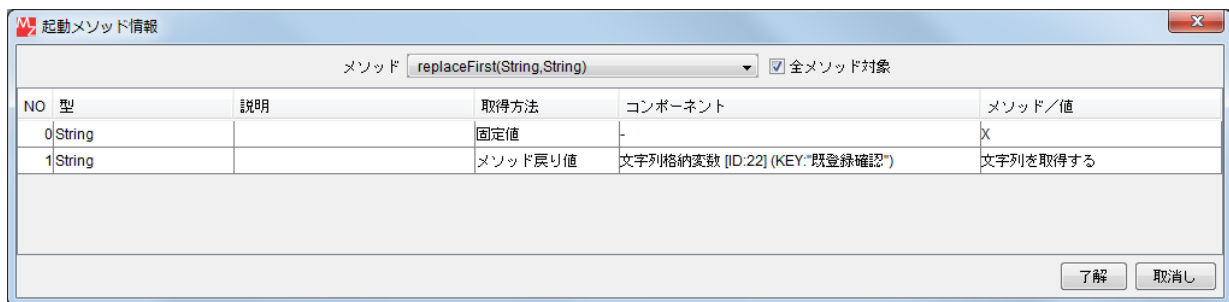 起動メソッド情報
メソッド replaceFirst(String,String) 全メソッド対象
NO 型 説明 取得方法 コンポーネント メソッド／値
0 String 固定値 - X
1 String メソッド戻り値 文字列格納変数 [ID:22] (KEY:"既登録確認") 文字列を取得する
了解 取消し